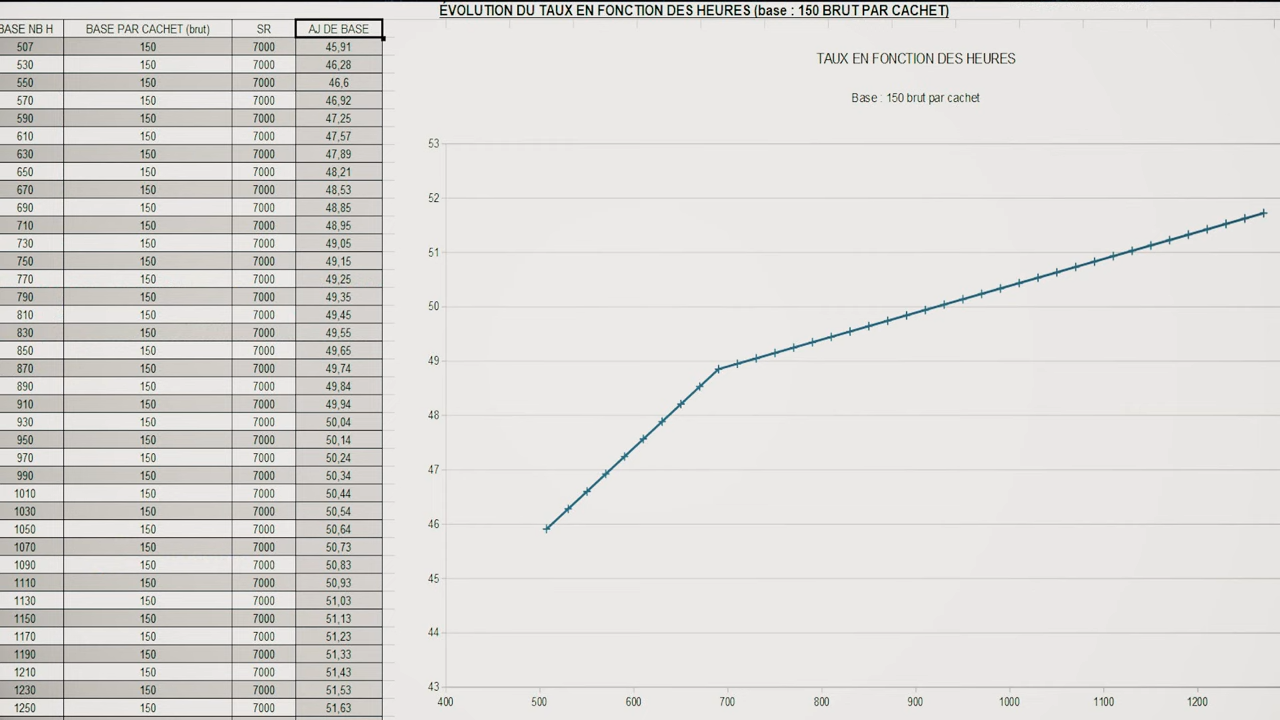 ÉVOLUTION DU TAUX EN FONCTION DES HEURES (base : 150 BRUT PAR CACHET)
BASE NB H BASE PAR CACHET (brut) SR AJ DE BASE
507 150 7000 45,91
530 150 7000 46,28
550 150 7000 46,6
570 150 7000 46,92
590 150 7000 47,25
610 150 7000 47,57
630 150 7000 47,89
650 150 7000 48,21
670 150 7000 48,53
690 150 7000 48,85
710 150 7000 48,95
730 150 7000 49,05
750 150 7000 49,15
770 150 7000 49,25
790 150 7000 49,35
810 150 7000 49,45
830 150 7000 49,55
850 150 7000 49,65
870 150 7000 49,74
890 150 7000 49,84
910 150 7000 49,94
930 150 7000 50,04
950 150 7000 50,14
970 150 7000 50,24
990 150 7000 50,34
1010 150 7000 50,44
1030 150 7000 50,54
1050 150 7000 50,64
1070 150 7000 50,73
1090 150 7000 50,83
1110 150 7000 50,93
1130 150 7000 51,03
1150 150 7000 51,13
1170 150 7000 51,23
1190 150 7000 51,33
1210 150 7000 51,43
1230 150 7000 51,53
1250 150 7000 51,63
TAUX EN FONCTION DES HEURES
Base : 150 brut par cachet
53
52
51
50
49
48
47
46
45
44
43
400 500 600 700 800 900 1000 1100 1200